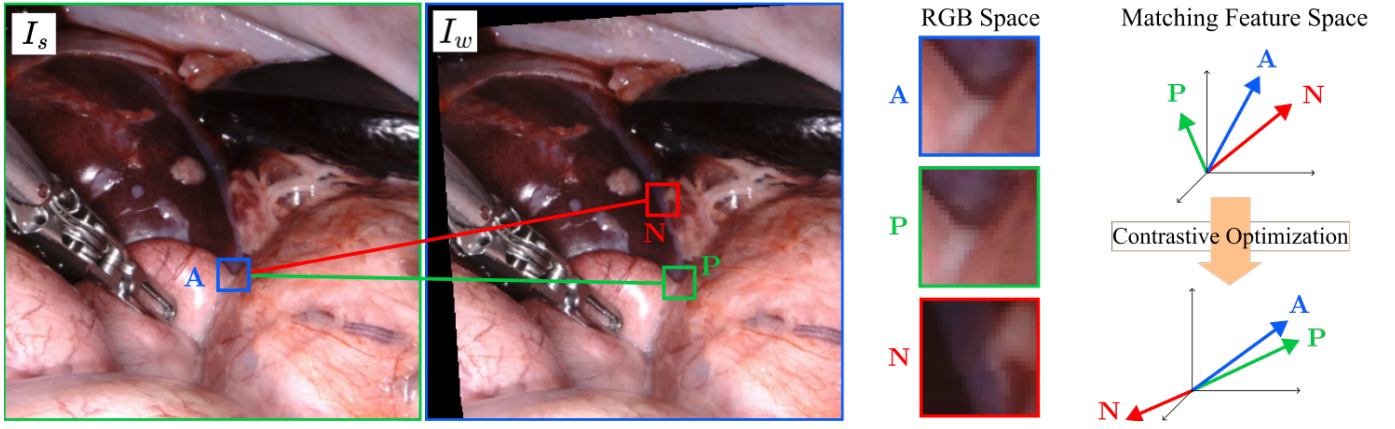 I_s
I_w
RGB Space
Matching Feature Space
A
N
P
A
P
N
A
P
N
Contrastive Optimization
A
P
N